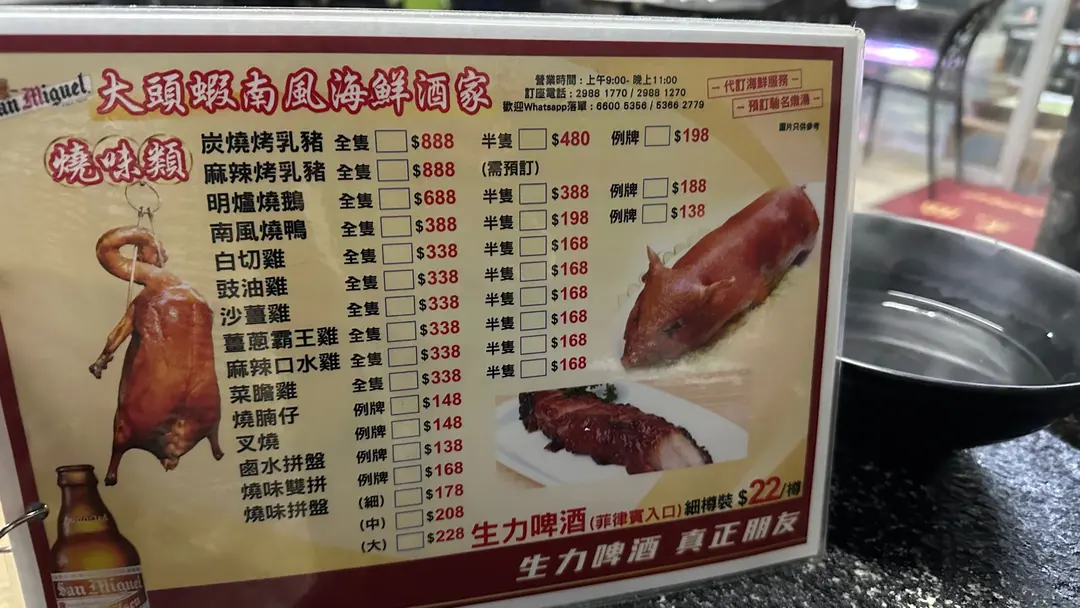 San Miguel
大頭蝦南風海鮮酒家
營業時間：上午9:00- 晚上11:00
訂座電話：2988 1770 / 2988 1270
歡迎Whatsapp落單：6600 5356 / 5366 2779
代訂海鮮服務
預訂馳名燉湯
圖片只供參考
燒味類
炭燒烤乳豬 全隻 $888 半隻 $480 例牌 $198
麻辣烤乳豬 全隻 $888 (需預訂)
明爐燒鵝 全隻 $688 半隻 $388 例牌 $188
南風燒鴨 全隻 $388 半隻 $198 例牌 $138
白切雞 全隻 $338 半隻 $168
豉油雞 全隻 $338 半隻 $168
沙薑雞 全隻 $338 半隻 $168
薑蔥霸王雞 全隻 $338 半隻 $168
麻辣口水雞 全隻 $338 半隻 $168
菜膽雞 全隻 $338 半隻 $168
燒腩仔 例牌 $148
叉燒 例牌 $148
鹵水拼盤 例牌 $138
燒味雙拼 例牌 $168
燒味拼盤 (細) $178
(中) $208
(大) $228
生力啤酒(菲律賓入口)細樽裝 $22/樽
生力啤酒 真正朋友
San Miguel